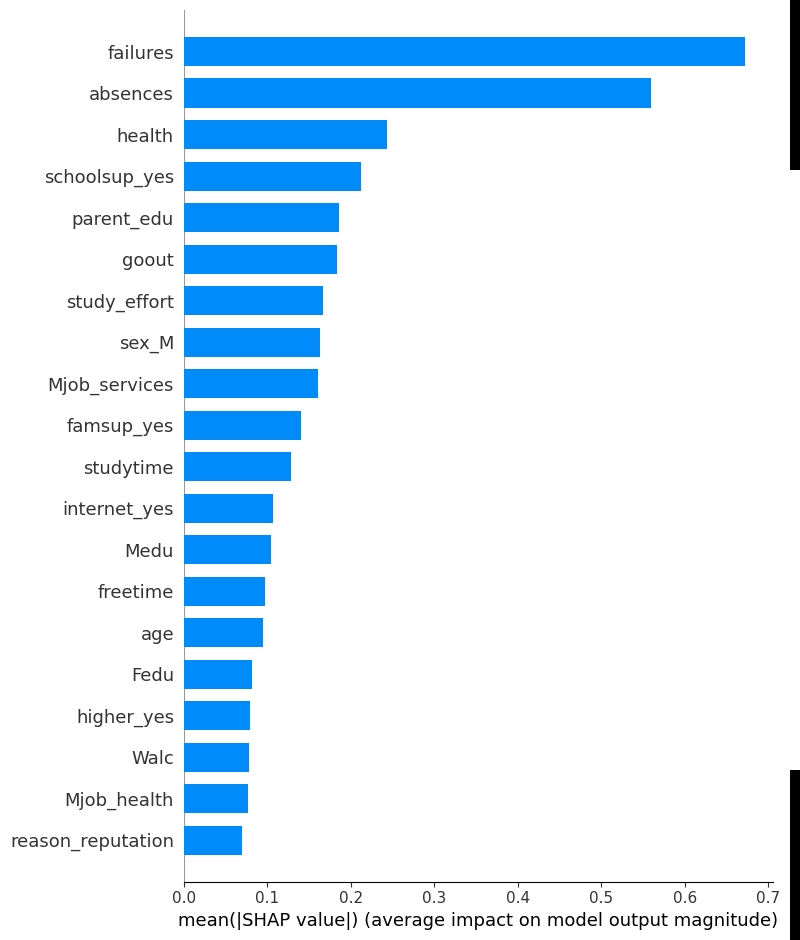 failures
absences
health
schoolsup_yes
parent_edu
goout
study_effort
sex_M
Mjob_services
famsup_yes
studytime
internet_yes
Medu
freetime
age
Fedu
higher_yes
Walc
Mjob_health
reason_reputation
0.0 0.1 0.2 0.3 0.4 0.5 0.6 0.7
mean(|SHAP value|) (average impact on model output magnitude)